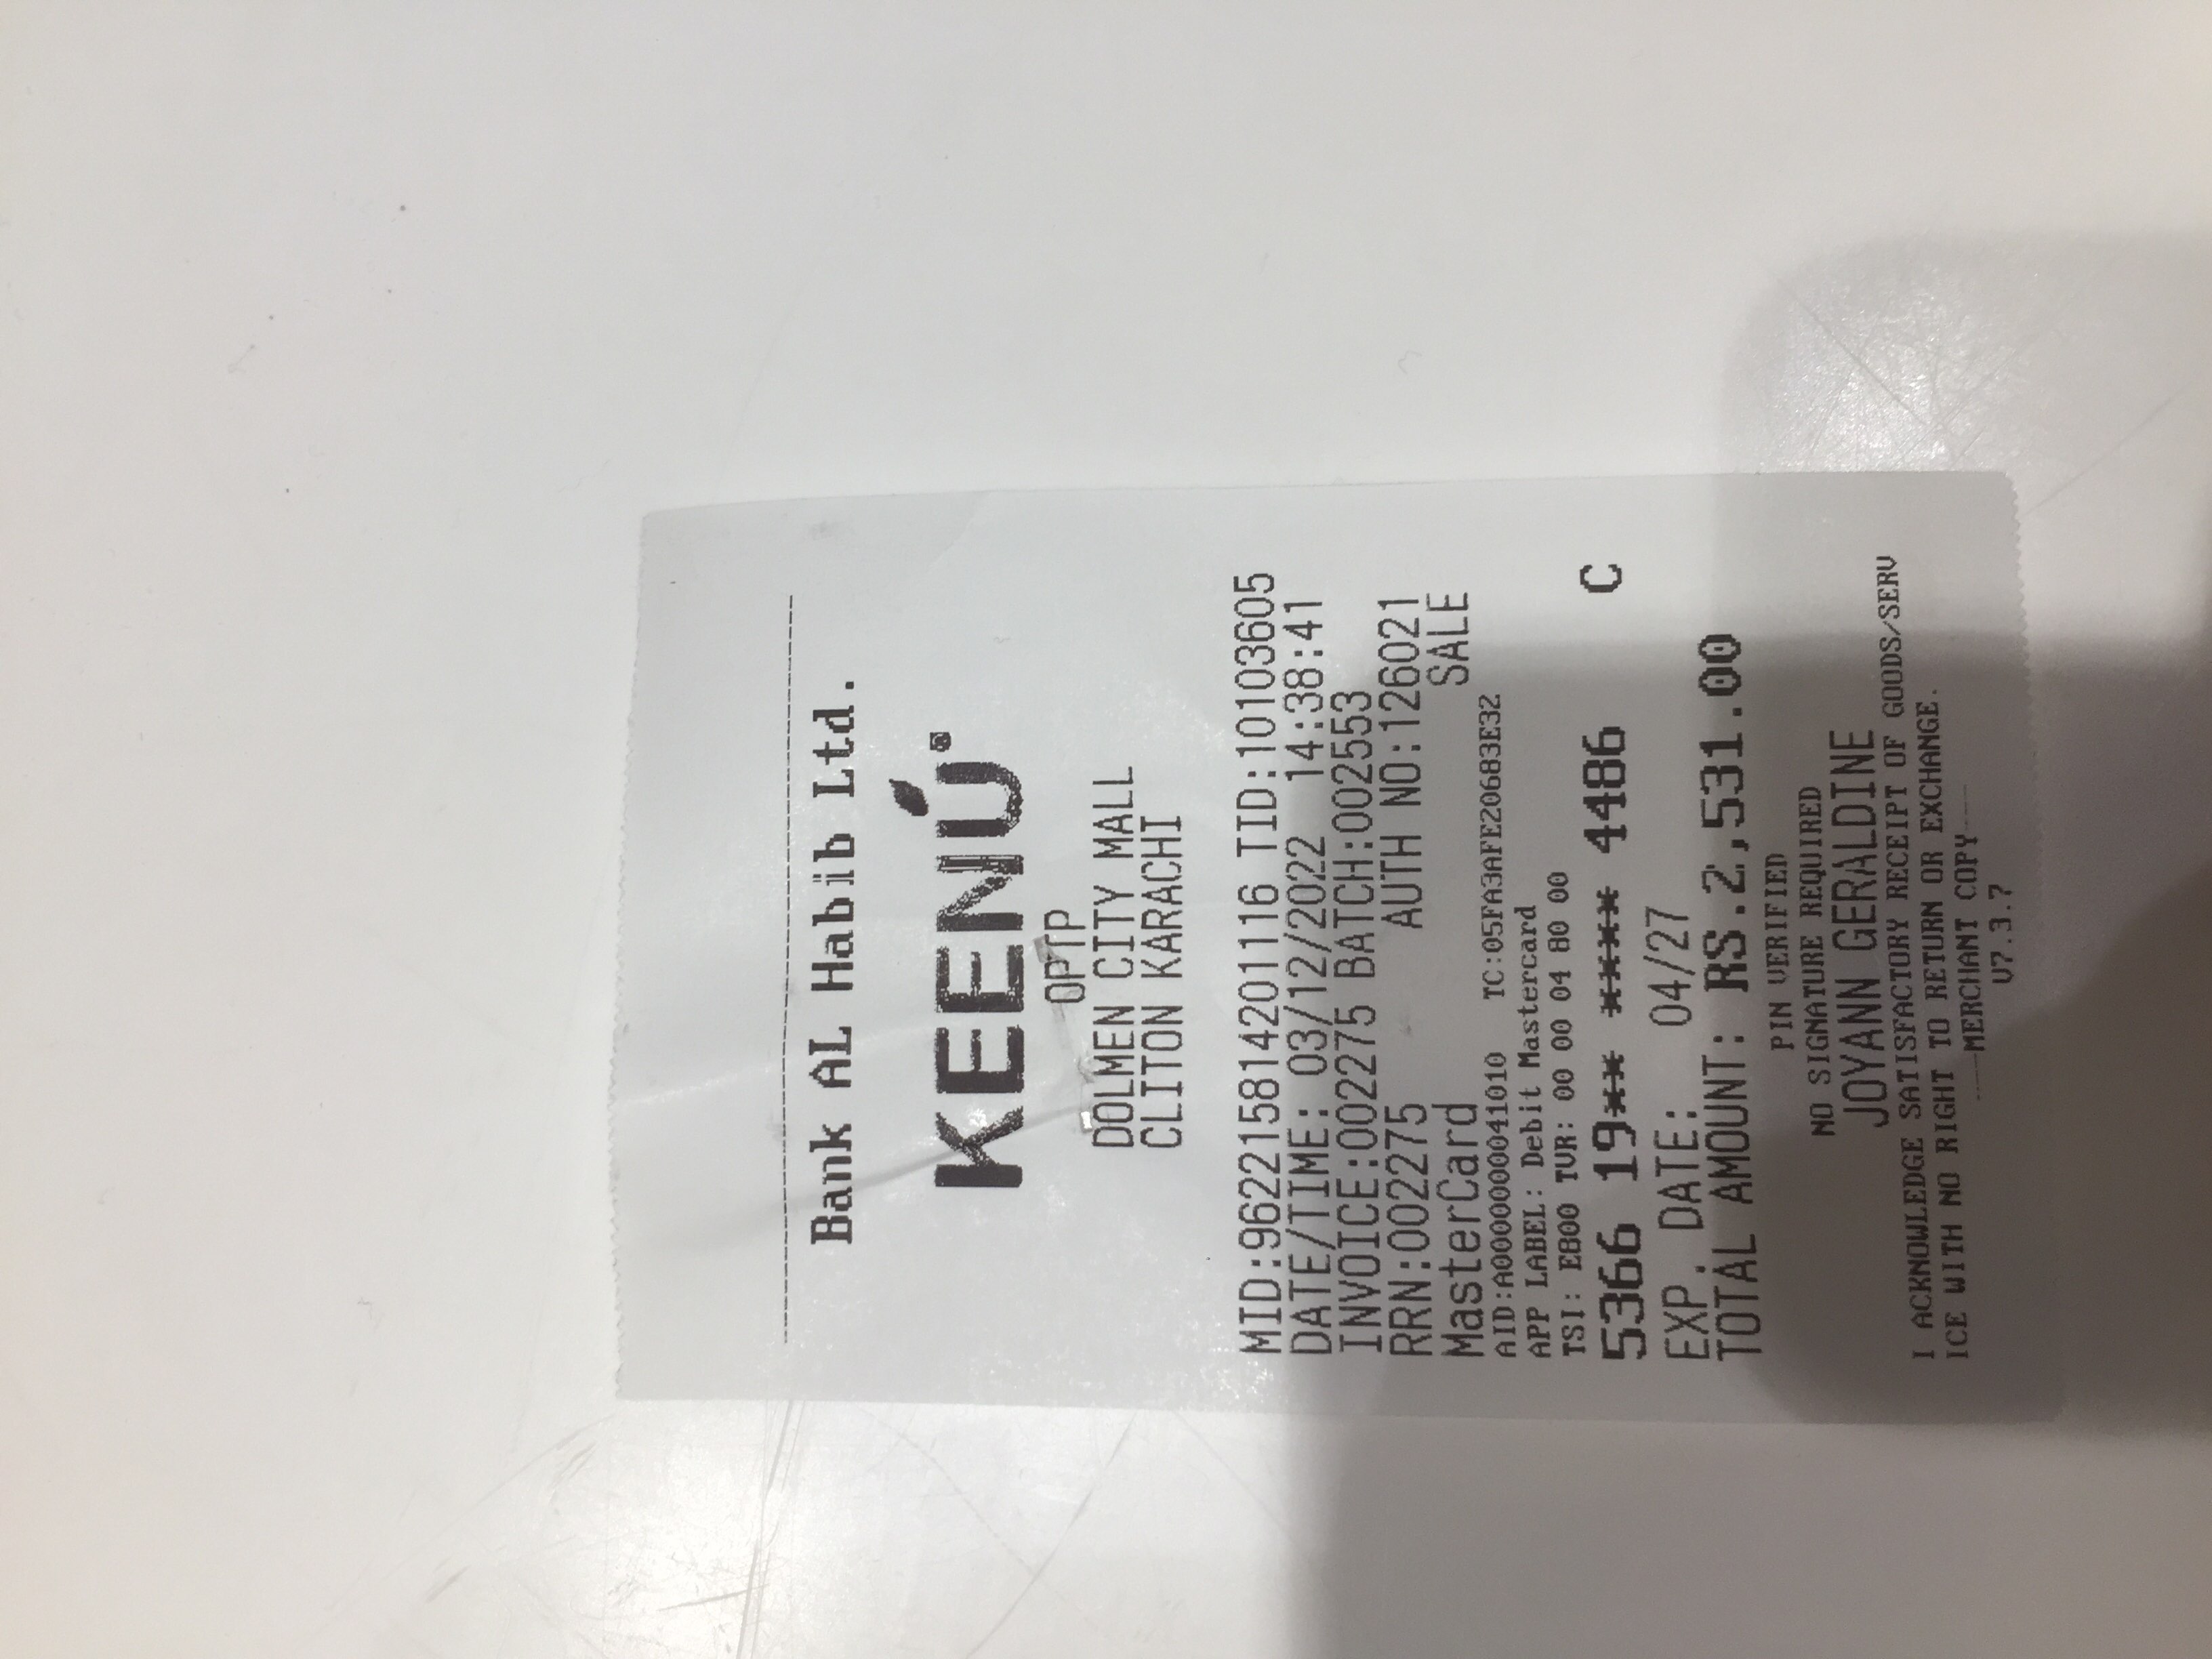 Bank AL Habib Ltd.
KEENÚ®
OPTP
DOLMEN CITY MALL
CLITON KARACHI
MID:962215814201116 TID:10103605
DATE/TIME: 03/12/2022 14:38:41
INVOICE:002275 BATCH:002553
RRN:002275 AUTH NO:126021
MasterCard SALE
AID:A0000000041010 TC:05FA3AFE20683E32
APP LABEL: Debit Mastercard
TSI: E800 TVR: 00 00 04 80 00
5366 19** **** 4486 C
EXP. DATE: 04/27
TOTAL AMOUNT: RS.2,531.00
PIN VERIFIED
NO SIGNATURE REQUIRED
JOYANN GERALDINE
I ACKNOWLEDGE SATISFACTORY RECEIPT OF GOODS/SERV
ICE WITH NO RIGHT TO RETURN OR EXCHANGE.
----MERCHANT COPY----
V7.3.7